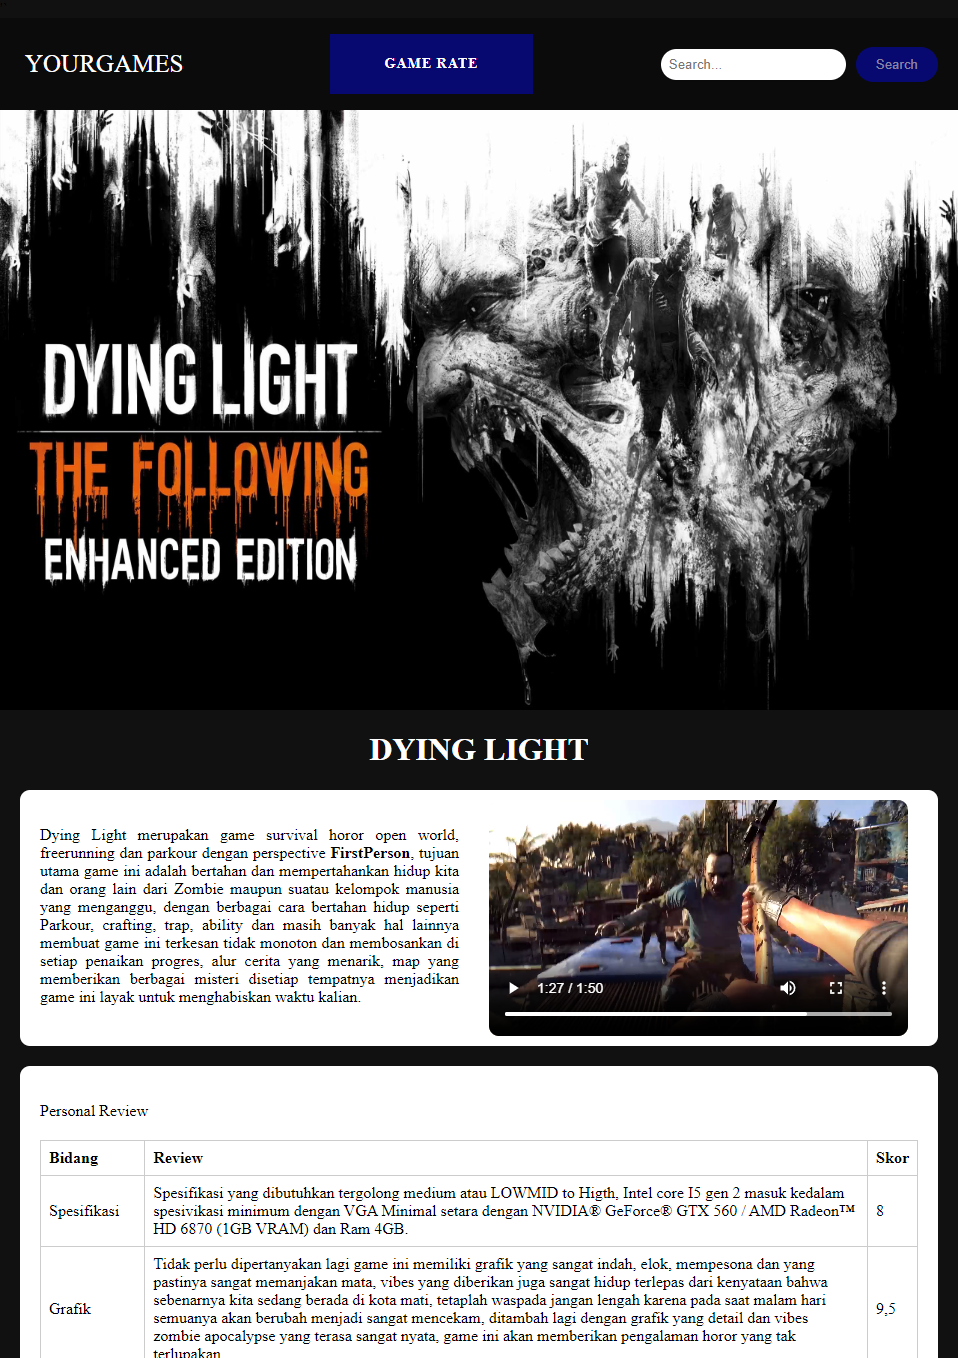 YOURGAMES
GAME RATE
Search...
Search
DYING LIGHT
THE FOLLOWING
ENHANCED EDITION
DYING LIGHT
Dying Light merupakan game survival horor open world,
freerunning dan parkour dengan perspective FirstPerson, tujuan
utama game ini adalah bertahan dan mempertahankan hidup kita
dan orang lain dari Zombie maupun suatu kelompok manusia
yang menganggu, dengan berbagai cara bertahan hidup seperti
Parkour, crafting, trap, ability dan masih banyak hal lainnya
membuat game ini terkesan tidak monoton dan membosankan di
setiap penaikan progres, alur cerita yang menarik, map yang
memberikan berbagai misteri disetiap tempatnya menjadikan
game ini layak untuk menghabiskan waktu kalian.
1:27 / 1:50
Personal Review
Bidang Review Skor
Spesifikasi yang dibutuhkan tergolong medium atau LOWMID to Higth, Intel core I5 gen 2 masuk kedalam
Spesifikasi spesivikasi minimum dengan VGA Minimal setara dengan NVIDIA® GeForce® GTX 560 / AMD Radeon™ 8
HD 6870 (1GB VRAM) dan Ram 4GB.
Tidak perlu dipertanyakan lagi game ini memiliki grafik yang sangat indah, elok, mempesona dan yang
pastinya sangat memanjakan mata, vibes yang diberikan juga sangat hidup terlepas dari kenyataan bahwa
sebenarnya kita sedang berada di kota mati, tetaplah waspada jangan lengah karena pada saat malam hari
Grafik semuanya akan berubah menjadi sangat mencekam, ditambah lagi dengan grafik yang detail dan vibes 9,5
zombie apocalypse yang terasa sangat nyata, game ini akan memberikan pengalaman horor yang tak
terlupakan